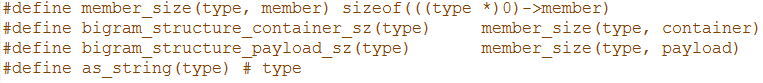 #define member_size(type, member) sizeof(((type *)0)->member)
#define bigram_structure_container_sz(type)     member_size(type, container)
#define bigram_structure_payload_sz(type)       member_size(type, payload)
#define as_string(type) # type